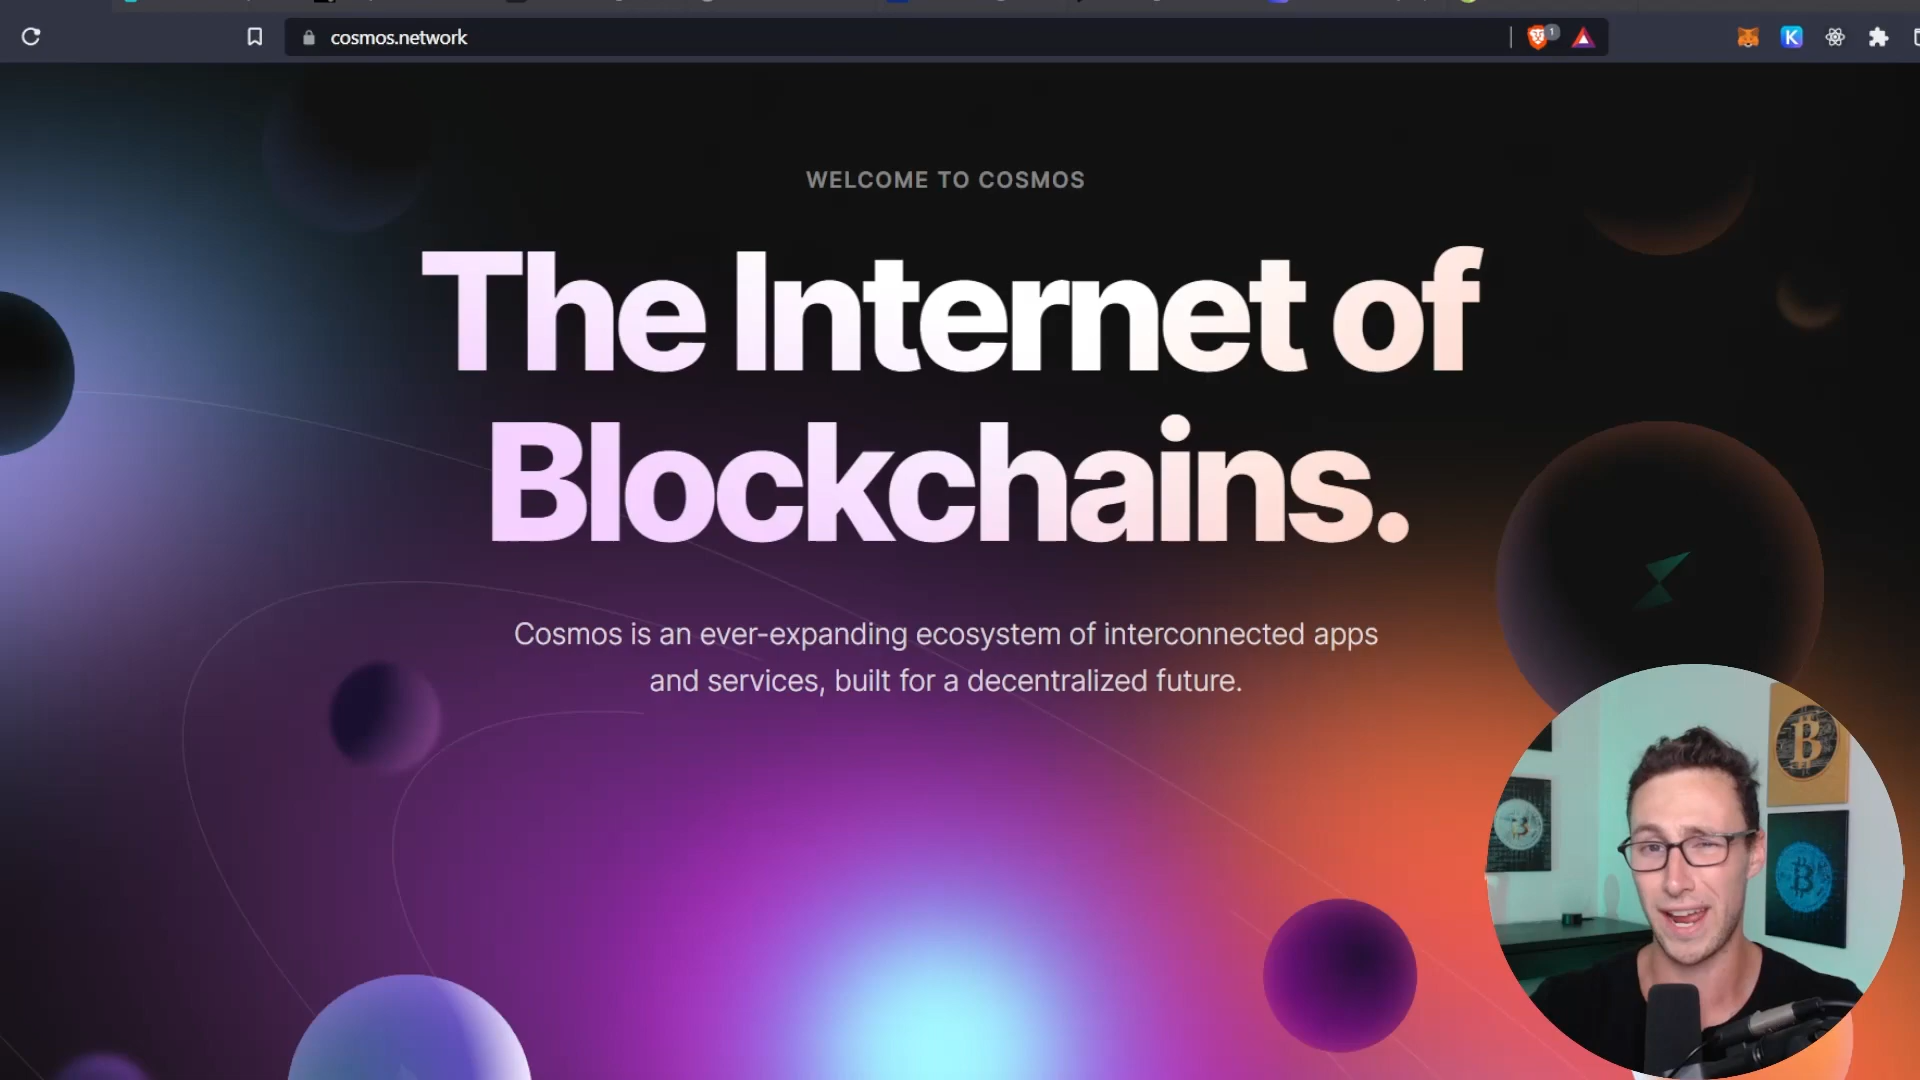 cosmos.network
1
K
WELCOME TO COSMOS
The Internet of
Blockchains.
Cosmos is an ever-expanding ecosystem of interconnected apps
and services, built for a decentralized future.